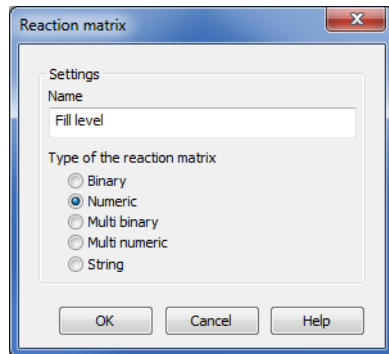 Reaction matrix
Settings
Name
Fill level
Type of the reaction matrix
Binary
Numeric
Multi binary
Multi numeric
String
OK Cancel Help